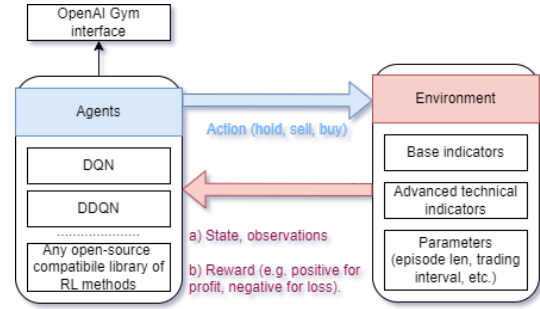 OpenAI Gym
interface
Agents
Environment
Action (hold, sell, buy)
DQN
DDQN
Any open-source
compatibile library of
RL methods
Base indicators
Advanced technical
indicators
Parameters
(episode len, trading
interval, etc.)
a) State, observations
b) Reward (e.g. positive for
profit, negative for loss).